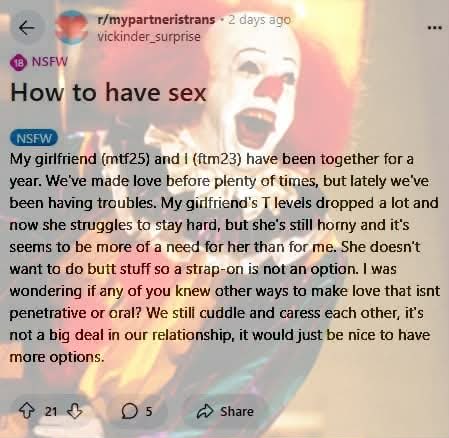 r/mypartneristrans • 2 days ago
vickinder_surprise
18 NSFW
How to have sex
NSFW
My girlfriend (mtf25) and I (ftm23) have been together for a
year. We've made love before plenty of times, but lately we've
been having troubles. My girlfriend's T levels dropped a lot and
now she struggles to stay hard, but she's still horny and it's
seems to be more of a need for her than for me. She doesn't
want to do butt stuff so a strap-on is not an option. I was
wondering if any of you knew other ways to make love that isnt
penetrative or oral? We still cuddle and caress each other, it's
not a big deal in our relationship, it would just be nice to have
more options.
21 5 Share